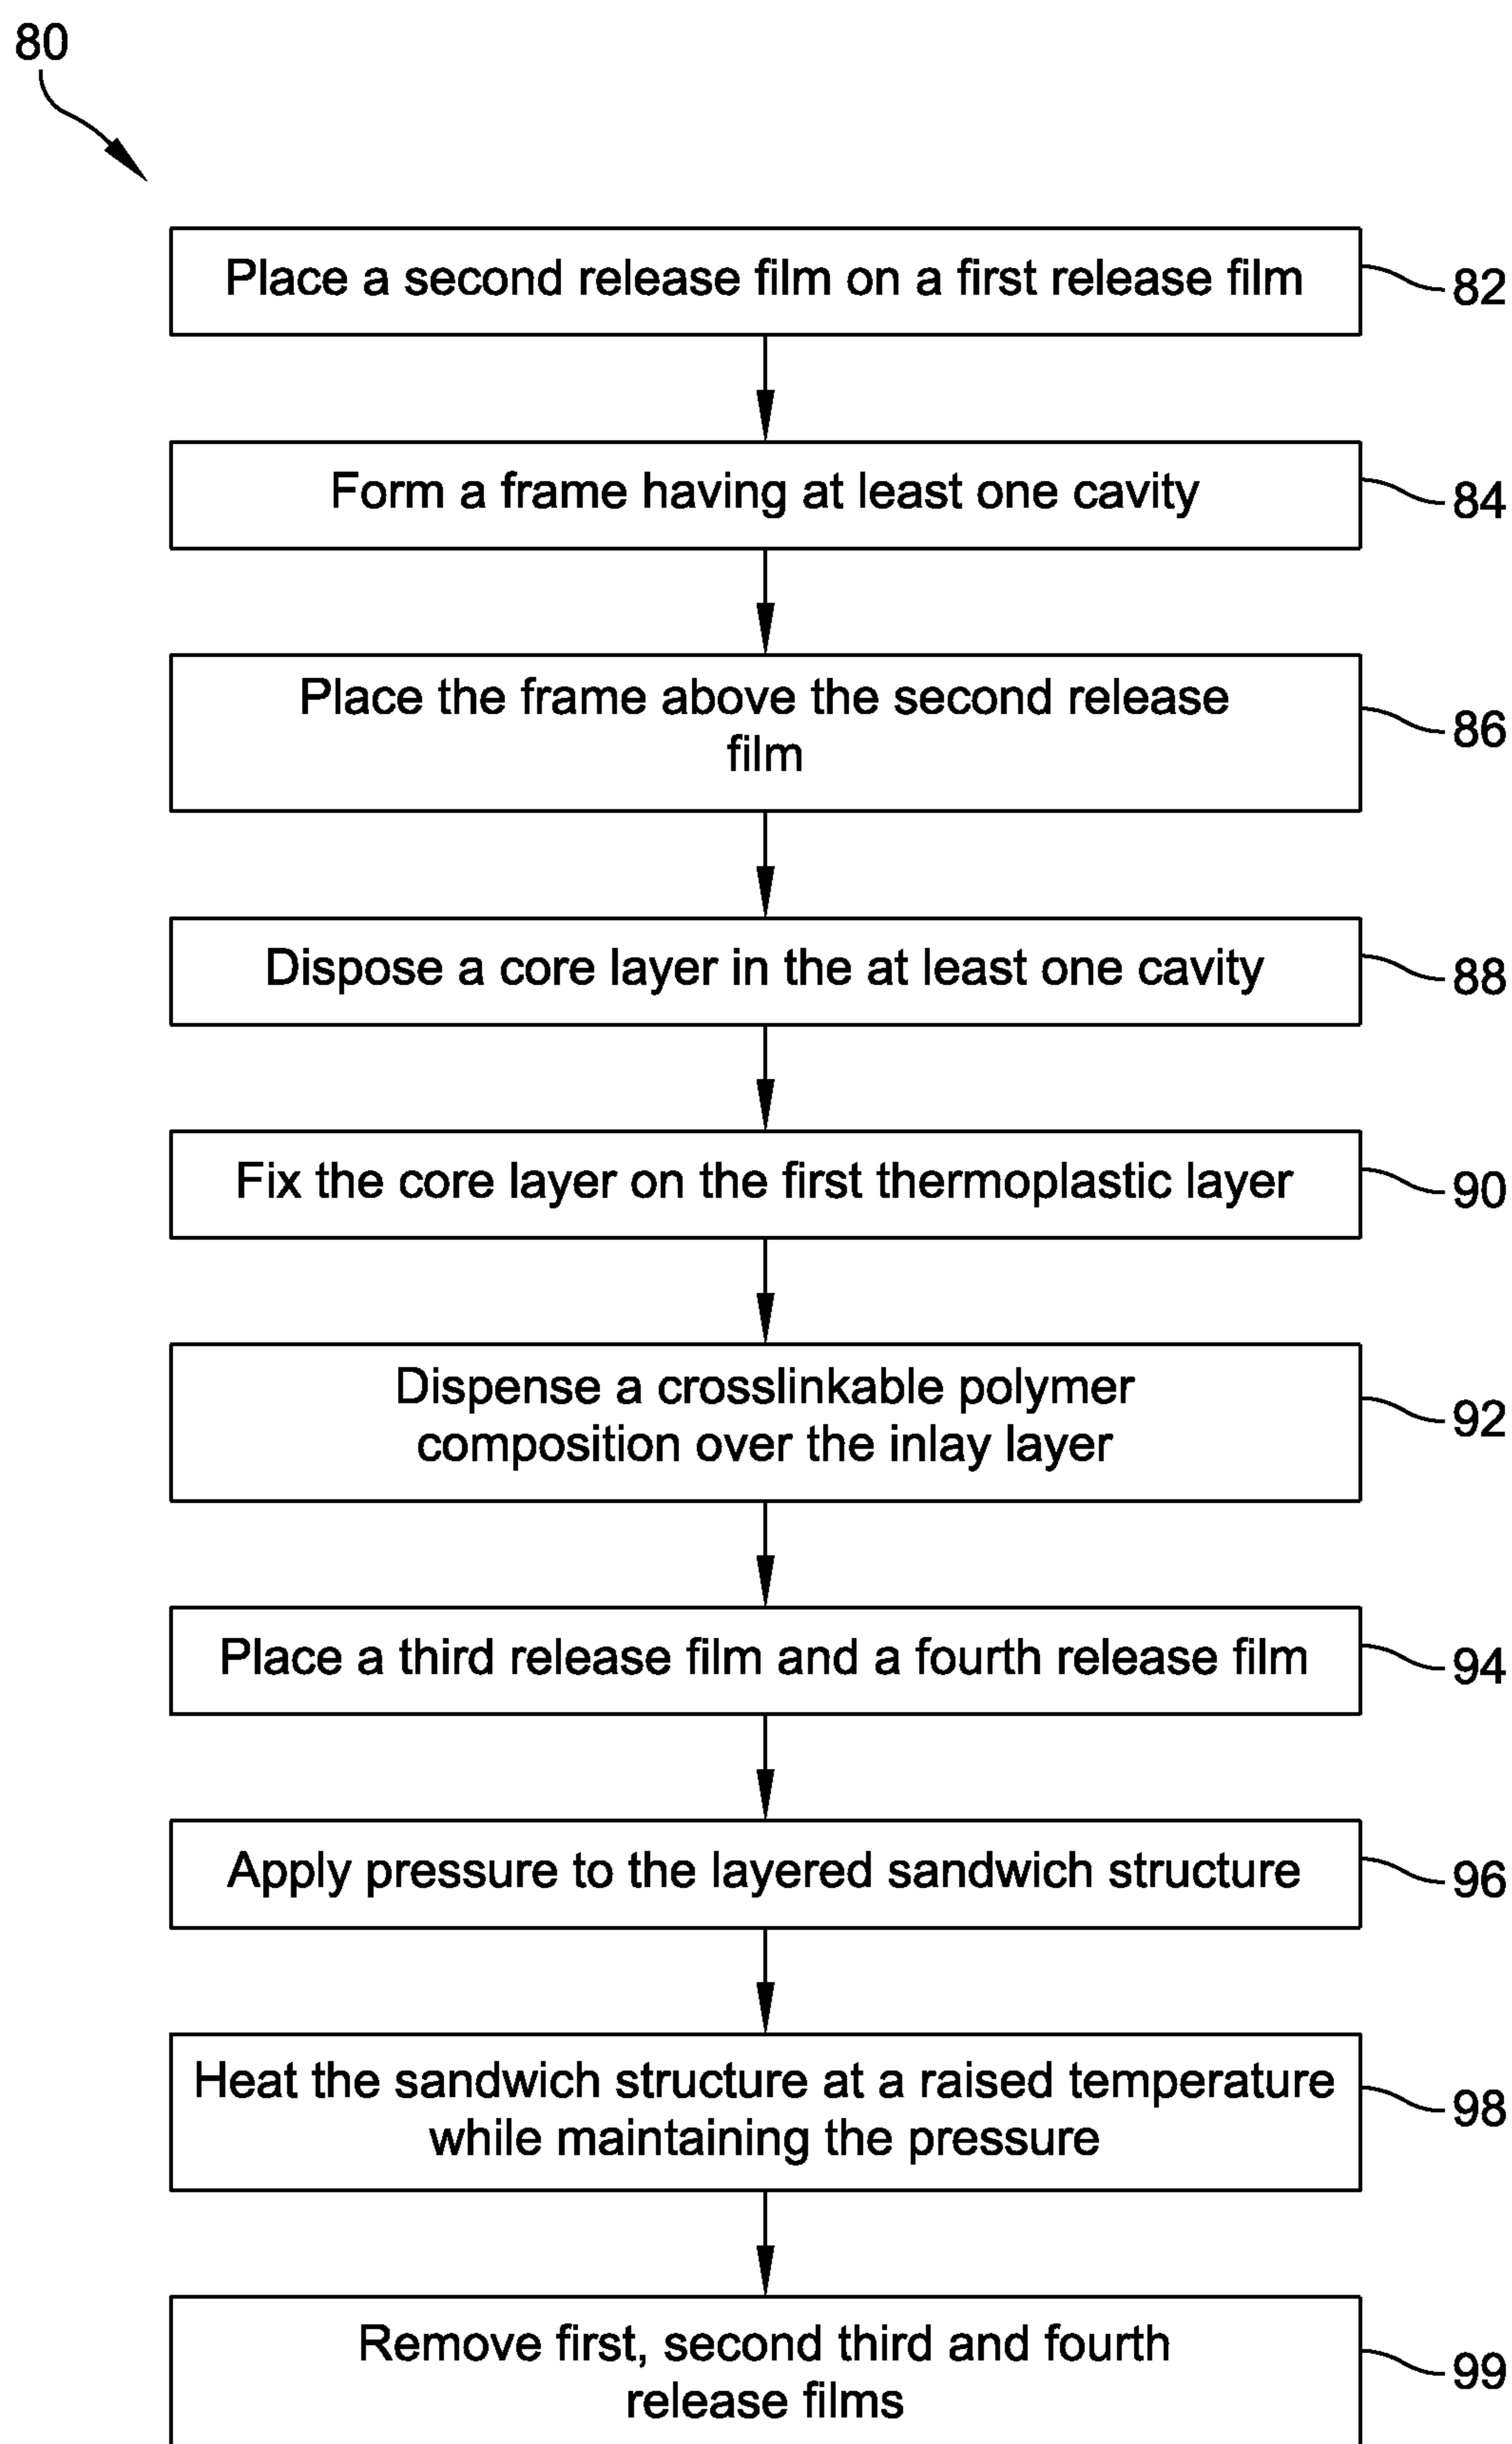 80
Place a second release film on a first release film
82
Form a frame having at least one cavity
84
Place the frame above the second release
film
86
Dispose a core layer in the at least one cavity
88
Fix the core layer on the first thermoplastic layer
90
Dispense a crosslinkable polymer
composition over the inlay layer
92
Place a third release film and a fourth release film
94
Apply pressure to the layered sandwich structure
96
Heat the sandwich structure at a raised temperature
while maintaining the pressure
98
Remove first, second third and fourth
release films
99